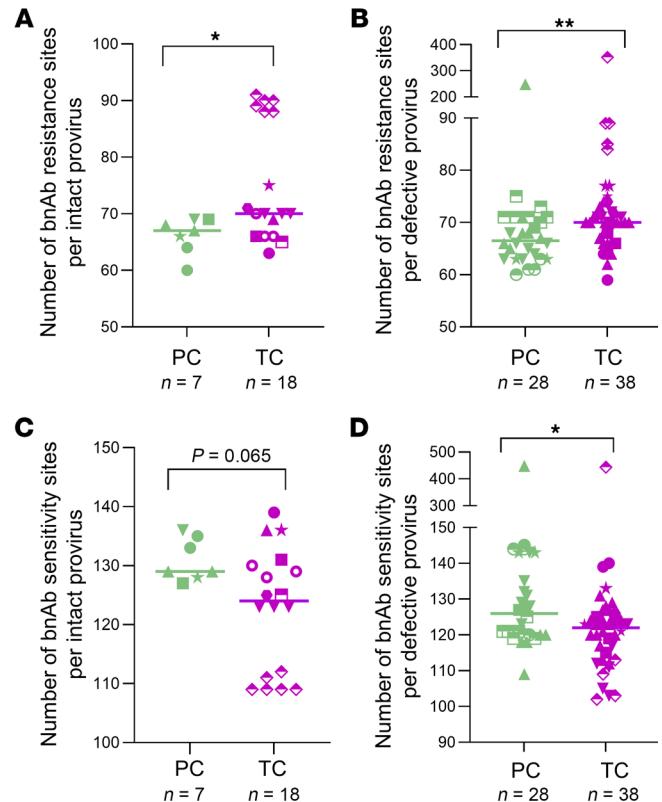 A
Number of bnAb resistance sites
per intact provirus
100
90
80
70
60
50
*
PC
TC
n = 7
n = 18
B
Number of bnAb resistance sites
per defective provirus
400
300
200
90
80
70
60
50
**
PC
TC
n = 28
n = 38
C
Number of bnAb sensitivity sites
per intact provirus
150
140
130
120
110
100
P = 0.065
PC
TC
n = 7
n = 18
D
Number of bnAb sensitivity sites
per defective provirus
500
400
300
150
140
130
120
110
100
90
*
PC
TC
n = 28
n = 38